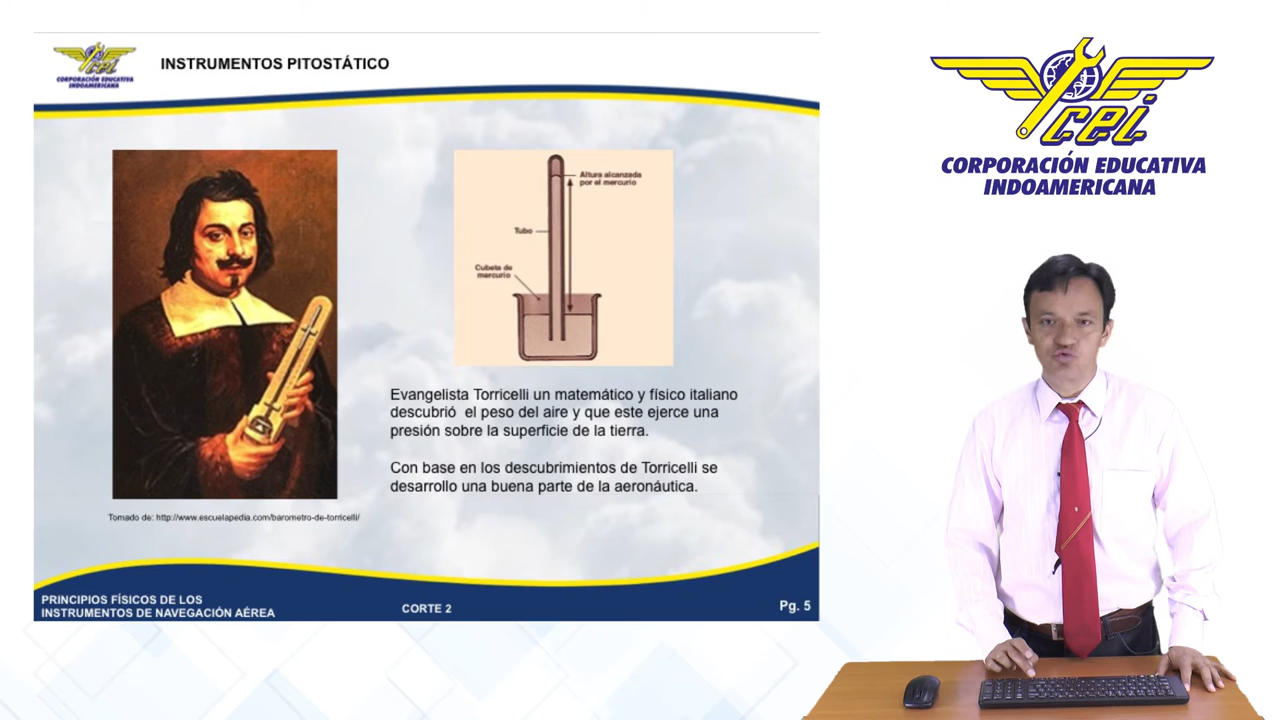 cei
CORPORACIÓN EDUCATIVA
INDOAMERICANA
INSTRUMENTOS PITOSTÁTICO
Altura alcanzada
por el mercurio
Tubo
Cubeta de
mercurio
Evangelista Torricelli un matemático y físico italiano
descubrió el peso del aire y que este ejerce una
presión sobre la superficie de la tierra.
Con base en los descubrimientos de Torricelli se
desarrollo una buena parte de la aeronáutica.
Tomado de: http://www.escuelapedia.com/barometro-de-torricelli/
PRINCIPIOS FÍSICOS DE LOS
INSTRUMENTOS DE NAVEGACIÓN AÉREA
CORTE 2
Pg. 5
cei
CORPORACIÓN EDUCATIVA
INDOAMERICANA